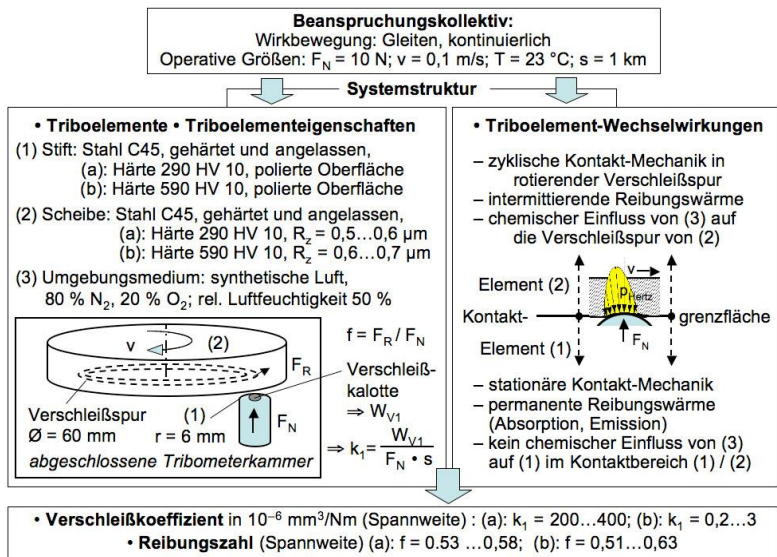 Beanspruchungskollektiv:
Wirkbewegung: Gleiten, kontinuierlich
Operative Größen: F_N = 10 N; v = 0,1 m/s; T = 23 °C; s = 1 km
Systemstruktur
• Triboelemente • Triboelementeigenschaften
(1) Stift: Stahl C45, gehärtet und angelassen,
(a): Härte 290 HV 10, polierte Oberfläche
(b): Härte 590 HV 10, polierte Oberfläche
(2) Scheibe: Stahl C45, gehärtet und angelassen,
(a): Härte 290 HV 10, R_z = 0,5…0,6 µm
(b): Härte 590 HV 10, R_z = 0,6…0,7 µm
(3) Umgebungsmedium: synthetische Luft,
80 % N₂, 20 % O₂; rel. Luftfeuchtigkeit 50 %
v
(2)
f = F_R / F_N
F_R
Verschleiß-
kalotte
⇒ W_V1
Verschleißspur
Ø = 60 mm
(1)
r = 6 mm
F_N
⇒ k₁ = W_V1 / F_N • s
abgeschlossene Tribometerkammer
• Triboelement-Wechselwirkungen
– zyklische Kontakt-Mechanik in
rotierender Verschleißspur
– intermittierende Reibungswärme
– chemischer Einfluss von (3) auf
die Verschleißspur von (2)
v
Element (2)
p_Hertz
Kontakt-
grenzfläche
Element (1)
F_N
– stationäre Kontakt-Mechanik
– permanente Reibungswärme
(Absorption, Emission)
– kein chemischer Einfluss von (3)
auf (1) im Kontaktbereich (1) / (2)
• Verschleißkoeffizient in 10⁻⁶ mm³/Nm (Spannweite) : (a): k₁ = 200…400; (b): k₁ = 0,2…3
• Reibungszahl (Spannweite) (a): f = 0.53 …0,58; (b): f = 0,51…0,63